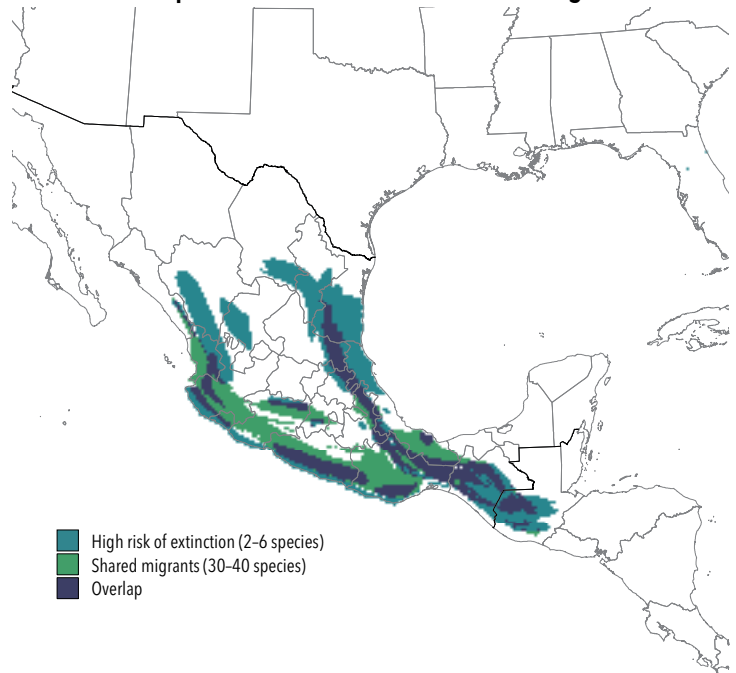 High risk of extinction (2–6 species)
Shared migrants (30–40 species)
Overlap